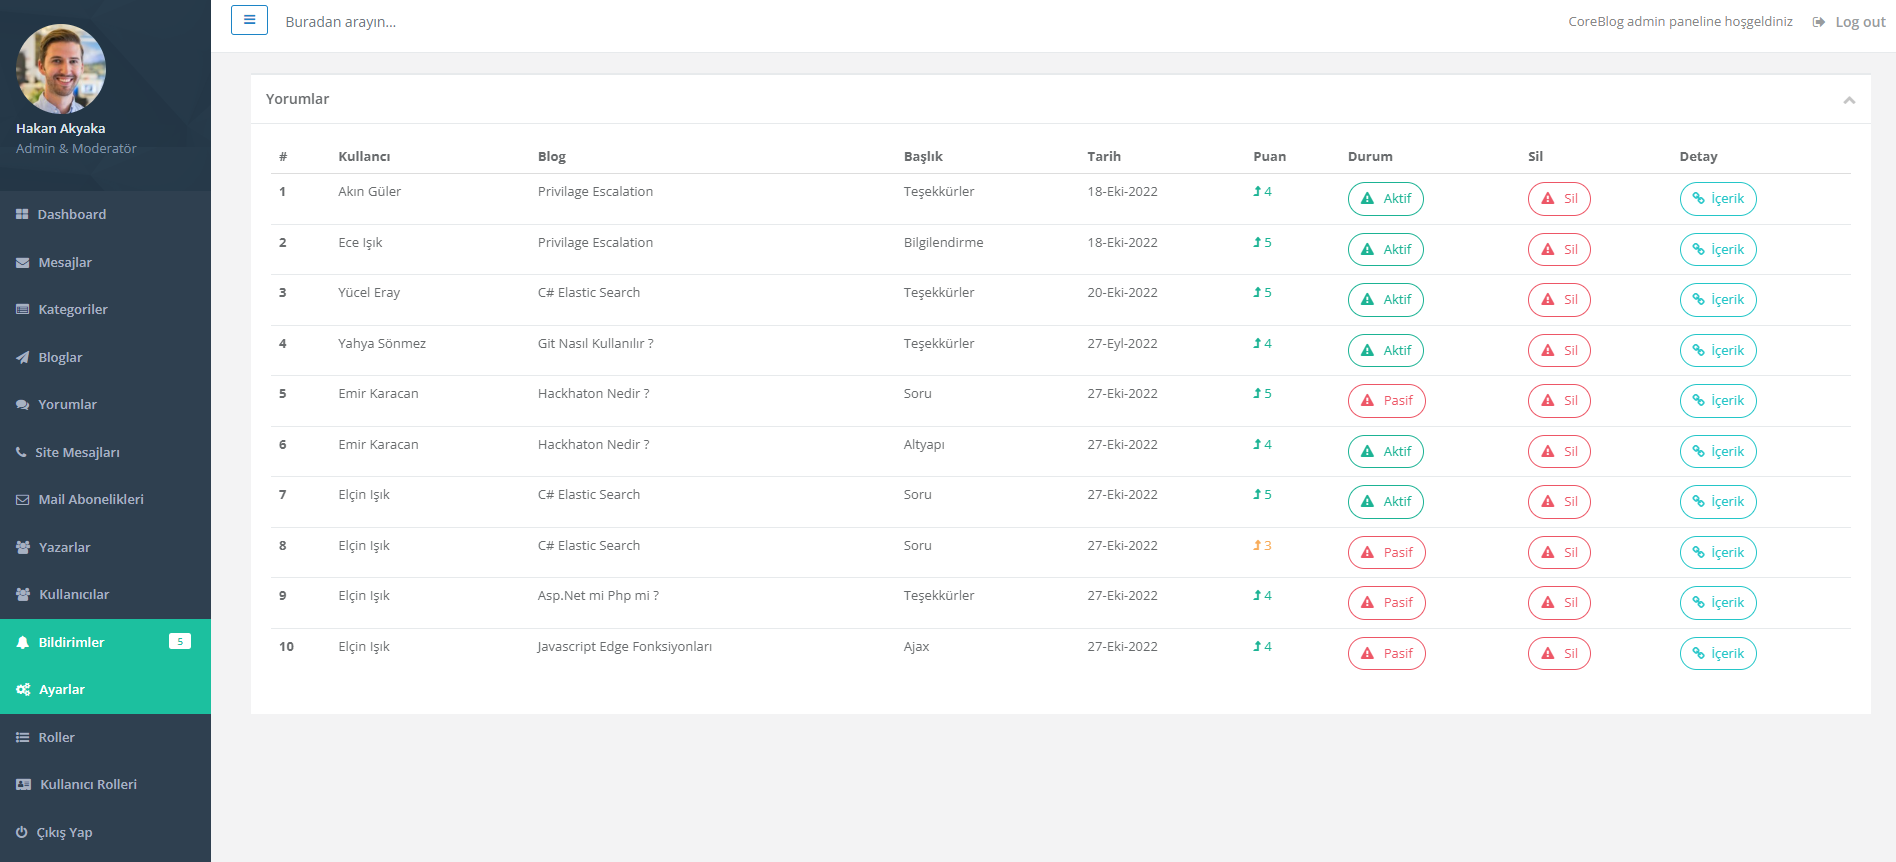 Hakan Akyaka
Admin & Moderatör
Dashboard
Mesajlar
Kategoriler
Bloglar
Yorumlar
Site Mesajları
Mail Abonelikleri
Yazarlar
Kullanıcılar
Bildirimler 5
Ayarlar
Roller
Kullanıcı Rolleri
Çıkış Yap
Buradan arayın... CoreBlog admin paneline hoşgeldiniz Log out
Yorumlar
# Kullancı Blog Başlık Tarih Puan Durum Sil Detay
1 Akın Güler Privilage Escalation Teşekkürler 18-Eki-2022 4 Aktif Sil İçerik
2 Ece Işık Privilage Escalation Bilgilendirme 18-Eki-2022 5 Aktif Sil İçerik
3 Yücel Eray C# Elastic Search Teşekkürler 20-Eki-2022 5 Aktif Sil İçerik
4 Yahya Sönmez Git Nasıl Kullanılır ? Teşekkürler 27-Eyl-2022 4 Aktif Sil İçerik
5 Emir Karacan Hackhaton Nedir ? Soru 27-Eki-2022 5 Pasif Sil İçerik
6 Emir Karacan Hackhaton Nedir ? Altyapı 27-Eki-2022 4 Aktif Sil İçerik
7 Elçin Işık C# Elastic Search Soru 27-Eki-2022 5 Aktif Sil İçerik
8 Elçin Işık C# Elastic Search Soru 27-Eki-2022 3 Pasif Sil İçerik
9 Elçin Işık Asp.Net mi Php mi ? Teşekkürler 27-Eki-2022 4 Pasif Sil İçerik
10 Elçin Işık Javascript Edge Fonksiyonları Ajax 27-Eki-2022 4 Pasif Sil İçerik